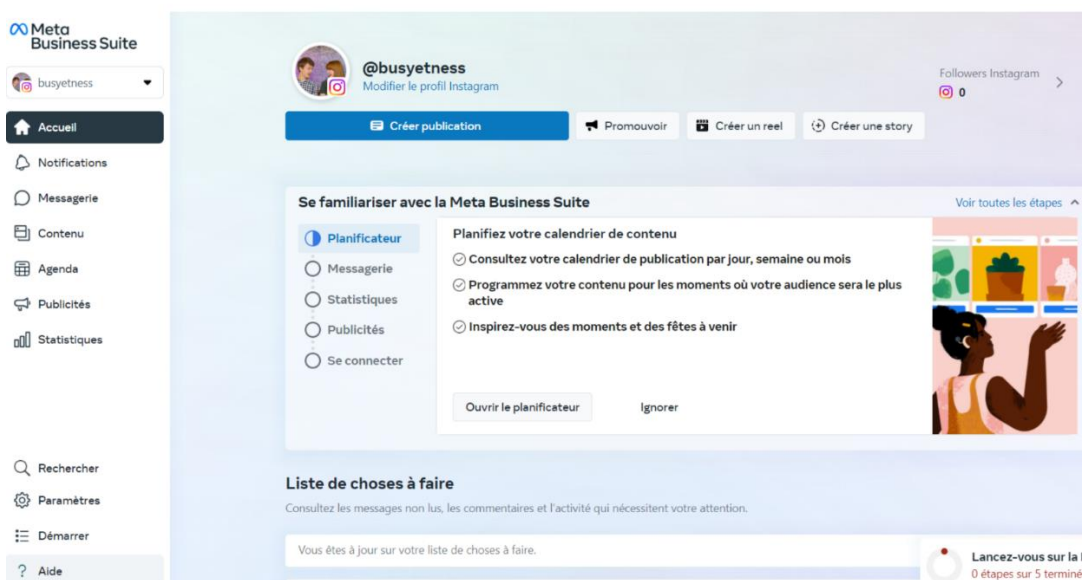 Meta
Business Suite
busyetness
Accueil
Notifications
Messagerie
Contenu
Agenda
Publicités
Statistiques
Rechercher
Paramètres
Démarrer
? Aide
@busyetness
Modifier le profil Instagram
Followers Instagram
0
Créer publication
Promouvoir
Créer un reel
Créer une story
Se familiariser avec la Meta Business Suite
Voir toutes les étapes
Planificateur
Messagerie
Statistiques
Publicités
Se connecter
Planifiez votre calendrier de contenu
Consultez votre calendrier de publication par jour, semaine ou mois
Programmez votre contenu pour les moments où votre audience sera le plus
active
Inspirez-vous des moments et des fêtes à venir
Ouvrir le planificateur
Ignorer
Liste de choses à faire
Consultez les messages non lus, les commentaires et l'activité qui nécessitent votre attention.
Vous êtes à jour sur votre liste de choses à faire.
Lancez-vous sur la
0 étapes sur 5 terminé